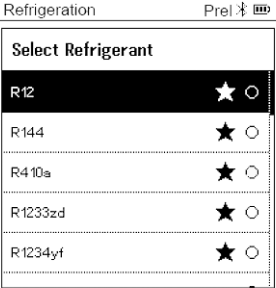 Refrigeration Prel
Select Refrigerant
R12
R144
R410a
R1233zd
R1234yf